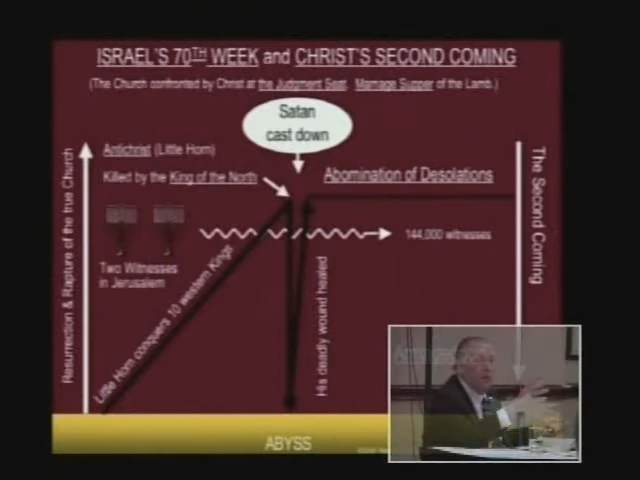 ISRAEL'S 70TH WEEK and CHRIST'S SECOND COMING
(The Church confronted by Christ at the Judgment Seat. Marriage Supper of the Lamb.)
Satan
cast down
Antichrist (Little Horn)
Killed by the King of the North
Abomination of Desolations
Resurrection & Rapture of the true Church
The Second Coming
144,000 witnesses
Two Witnesses
in Jerusalem
Little Horn conquers 10 western Kings
His deadly wound healed
ABYSS